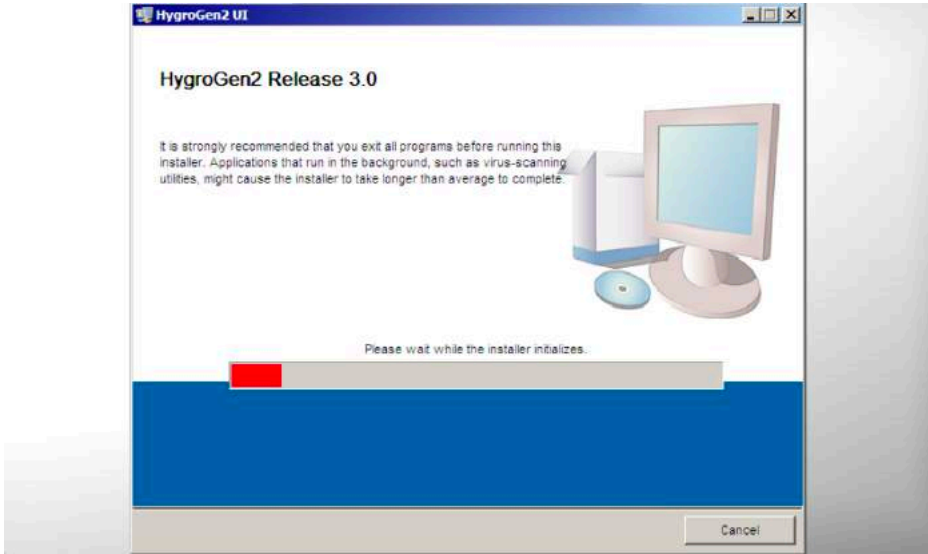 HygroGen2 UI
HygroGen2 Release 3.0
It is strongly recommended that you exit all programs before running this
installer. Applications that run in the background, such as virus-scanning
utilities, might cause the installer to take longer than average to complete.
Please wait while the installer initializes.
Cancel